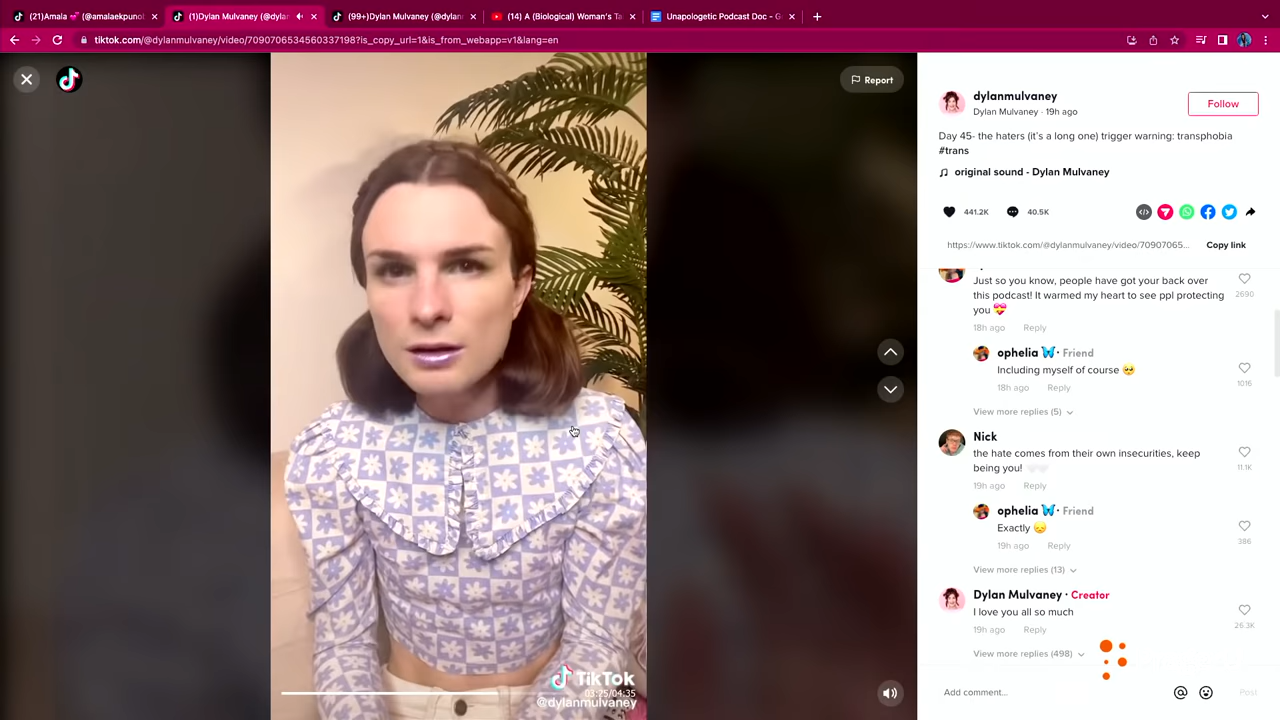 (21)Amala 💕 (@amalaekpunol
(1)Dylan Mulvaney (@dylan
(99+)Dylan Mulvaney (@dylan
(14) A (Biological) Woman's Ta
Unapologetic Podcast Doc - G
tiktok.com/@dylanmulvaney/video/7090706534560337198?is_copy_url=1&is_from_webapp=v1&lang=en
Report
dylanmulvaney
Dylan Mulvaney · 19h ago
Follow
Day 45- the haters (it's a long one) trigger warning: transphobia
#trans
original sound - Dylan Mulvaney
441.2K
40.5K
https://www.tiktok.com/@dylanmulvaney/video/70907065...
Copy link
Just so you know, people have got your back over
this podcast! It warmed my heart to see ppl protecting
you 💝
2690
18h ago Reply
ophelia 🦋 · Friend
Including myself of course 🥺
1016
18h ago Reply
View more replies (5)
Nick
the hate comes from their own insecurities, keep
being you! 🤍🤍
11.1K
19h ago Reply
ophelia 🦋 · Friend
Exactly 😞
386
19h ago Reply
View more replies (13)
Dylan Mulvaney · Creator
I love you all so much
26.3K
19h ago Reply
View more replies (498)
Add comment...
Post
TikTok
03:25/04:35
@dylanmulvaney